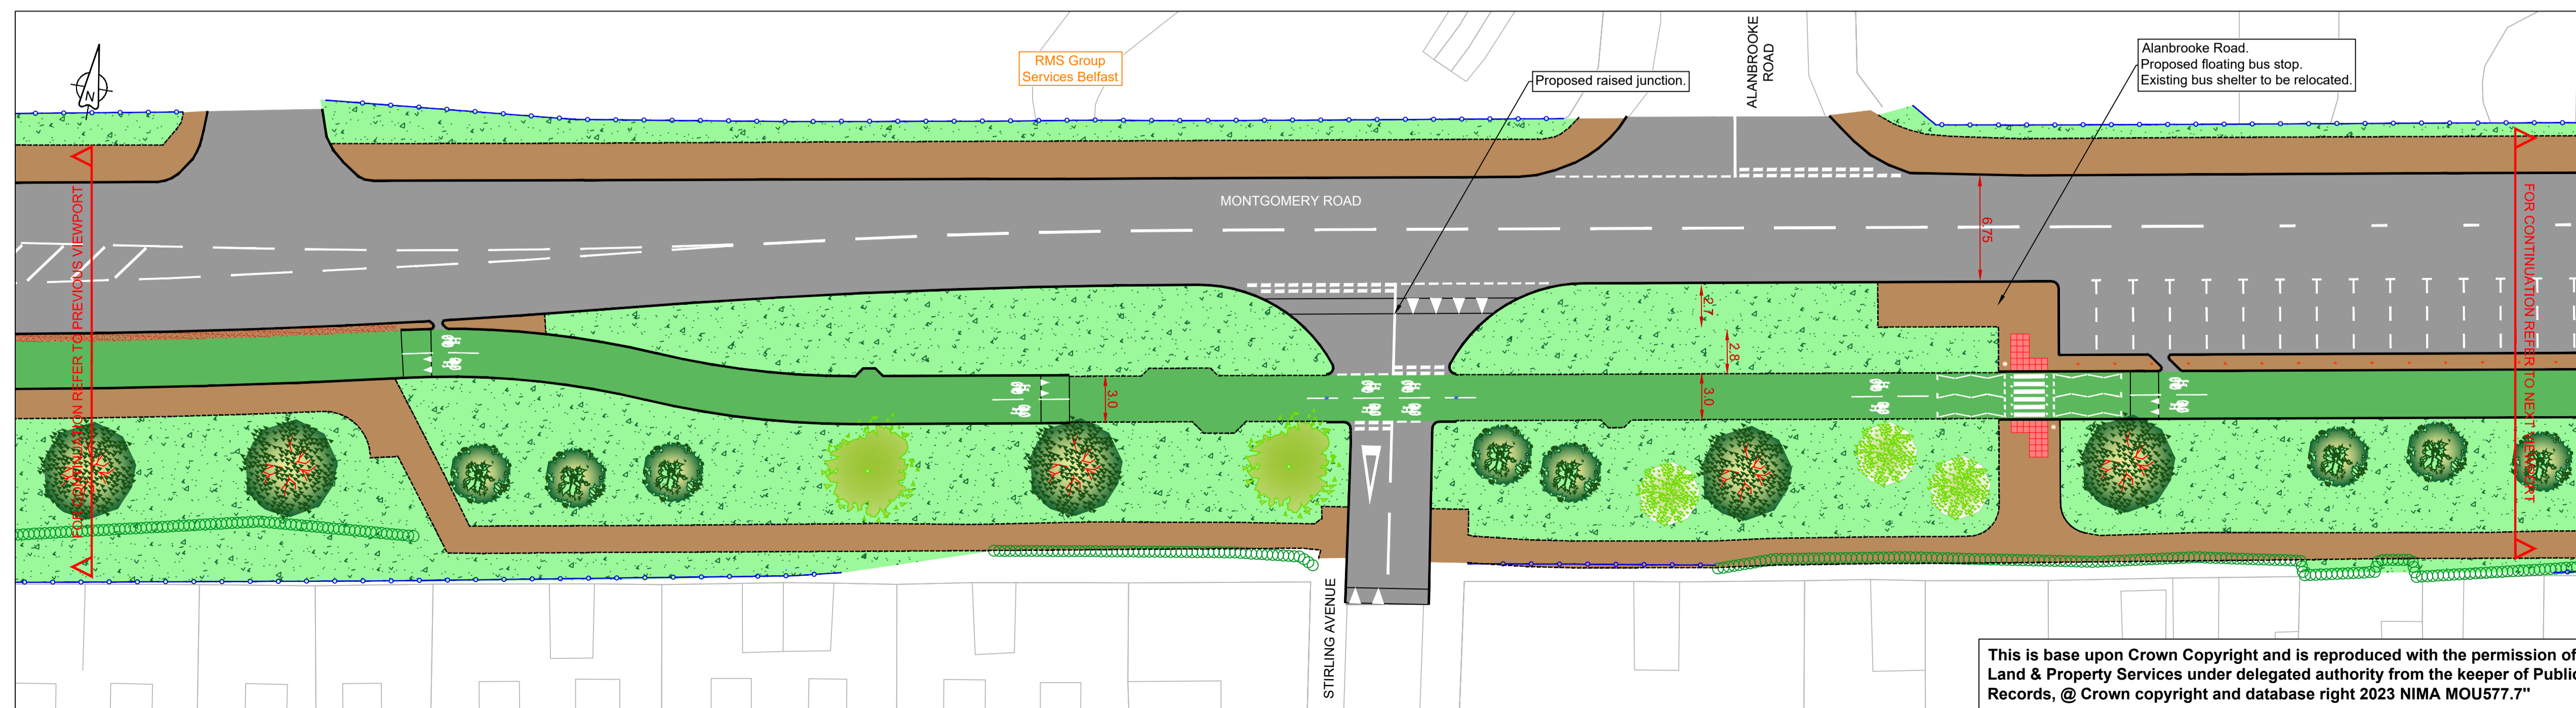 N
RMS Group
Services Belfast
Proposed raised junction.
ALANBROOKE
ROAD
Alanbrooke Road.
Proposed floating bus stop.
Existing bus shelter to be relocated.
FOR CONTINUATION REFER TO PREVIOUS VIEWPORT
MONTGOMERY ROAD
6.75
FOR CONTINUATION REFER TO NEXT VIEWPORT
2.7
2.8
3.0
3.0
STIRLING AVENUE
This is base upon Crown Copyright and is reproduced with the permission of
Land & Property Services under delegated authority from the keeper of Public
Records, @ Crown copyright and database right 2023 NIMA MOU577.7"